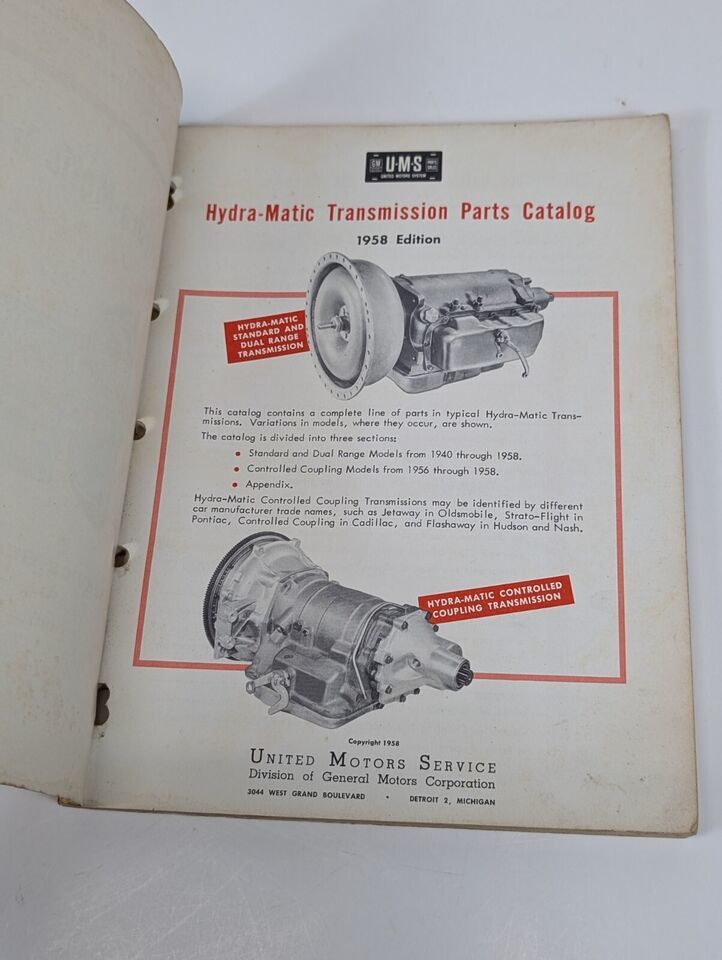 GM
U·M·S
UNITED MOTORS SYSTEM
Hydra-Matic Transmission Parts Catalog
1958 Edition
HYDRA-MATIC
STANDARD AND
DUAL RANGE
TRANSMISSION
This catalog contains a complete line of parts in typical Hydra-Matic Trans-
missions. Variations in models, where they occur, are shown.
The catalog is divided into three sections:
• Standard and Dual Range Models from 1940 through 1958.
• Controlled Coupling Models from 1956 through 1958.
• Appendix.
Hydra-Matic Controlled Coupling Transmissions may be identified by different
car manufacturer trade names, such as Jetaway in Oldsmobile, Strato-Flight in
Pontiac, Controlled Coupling in Cadillac, and Flashaway in Hudson and Nash.
HYDRA-MATIC CONTROLLED
COUPLING TRANSMISSION
Copyright 1958
UNITED MOTORS SERVICE
Division of General Motors Corporation
3044 WEST GRAND BOULEVARD • DETROIT 2, MICHIGAN